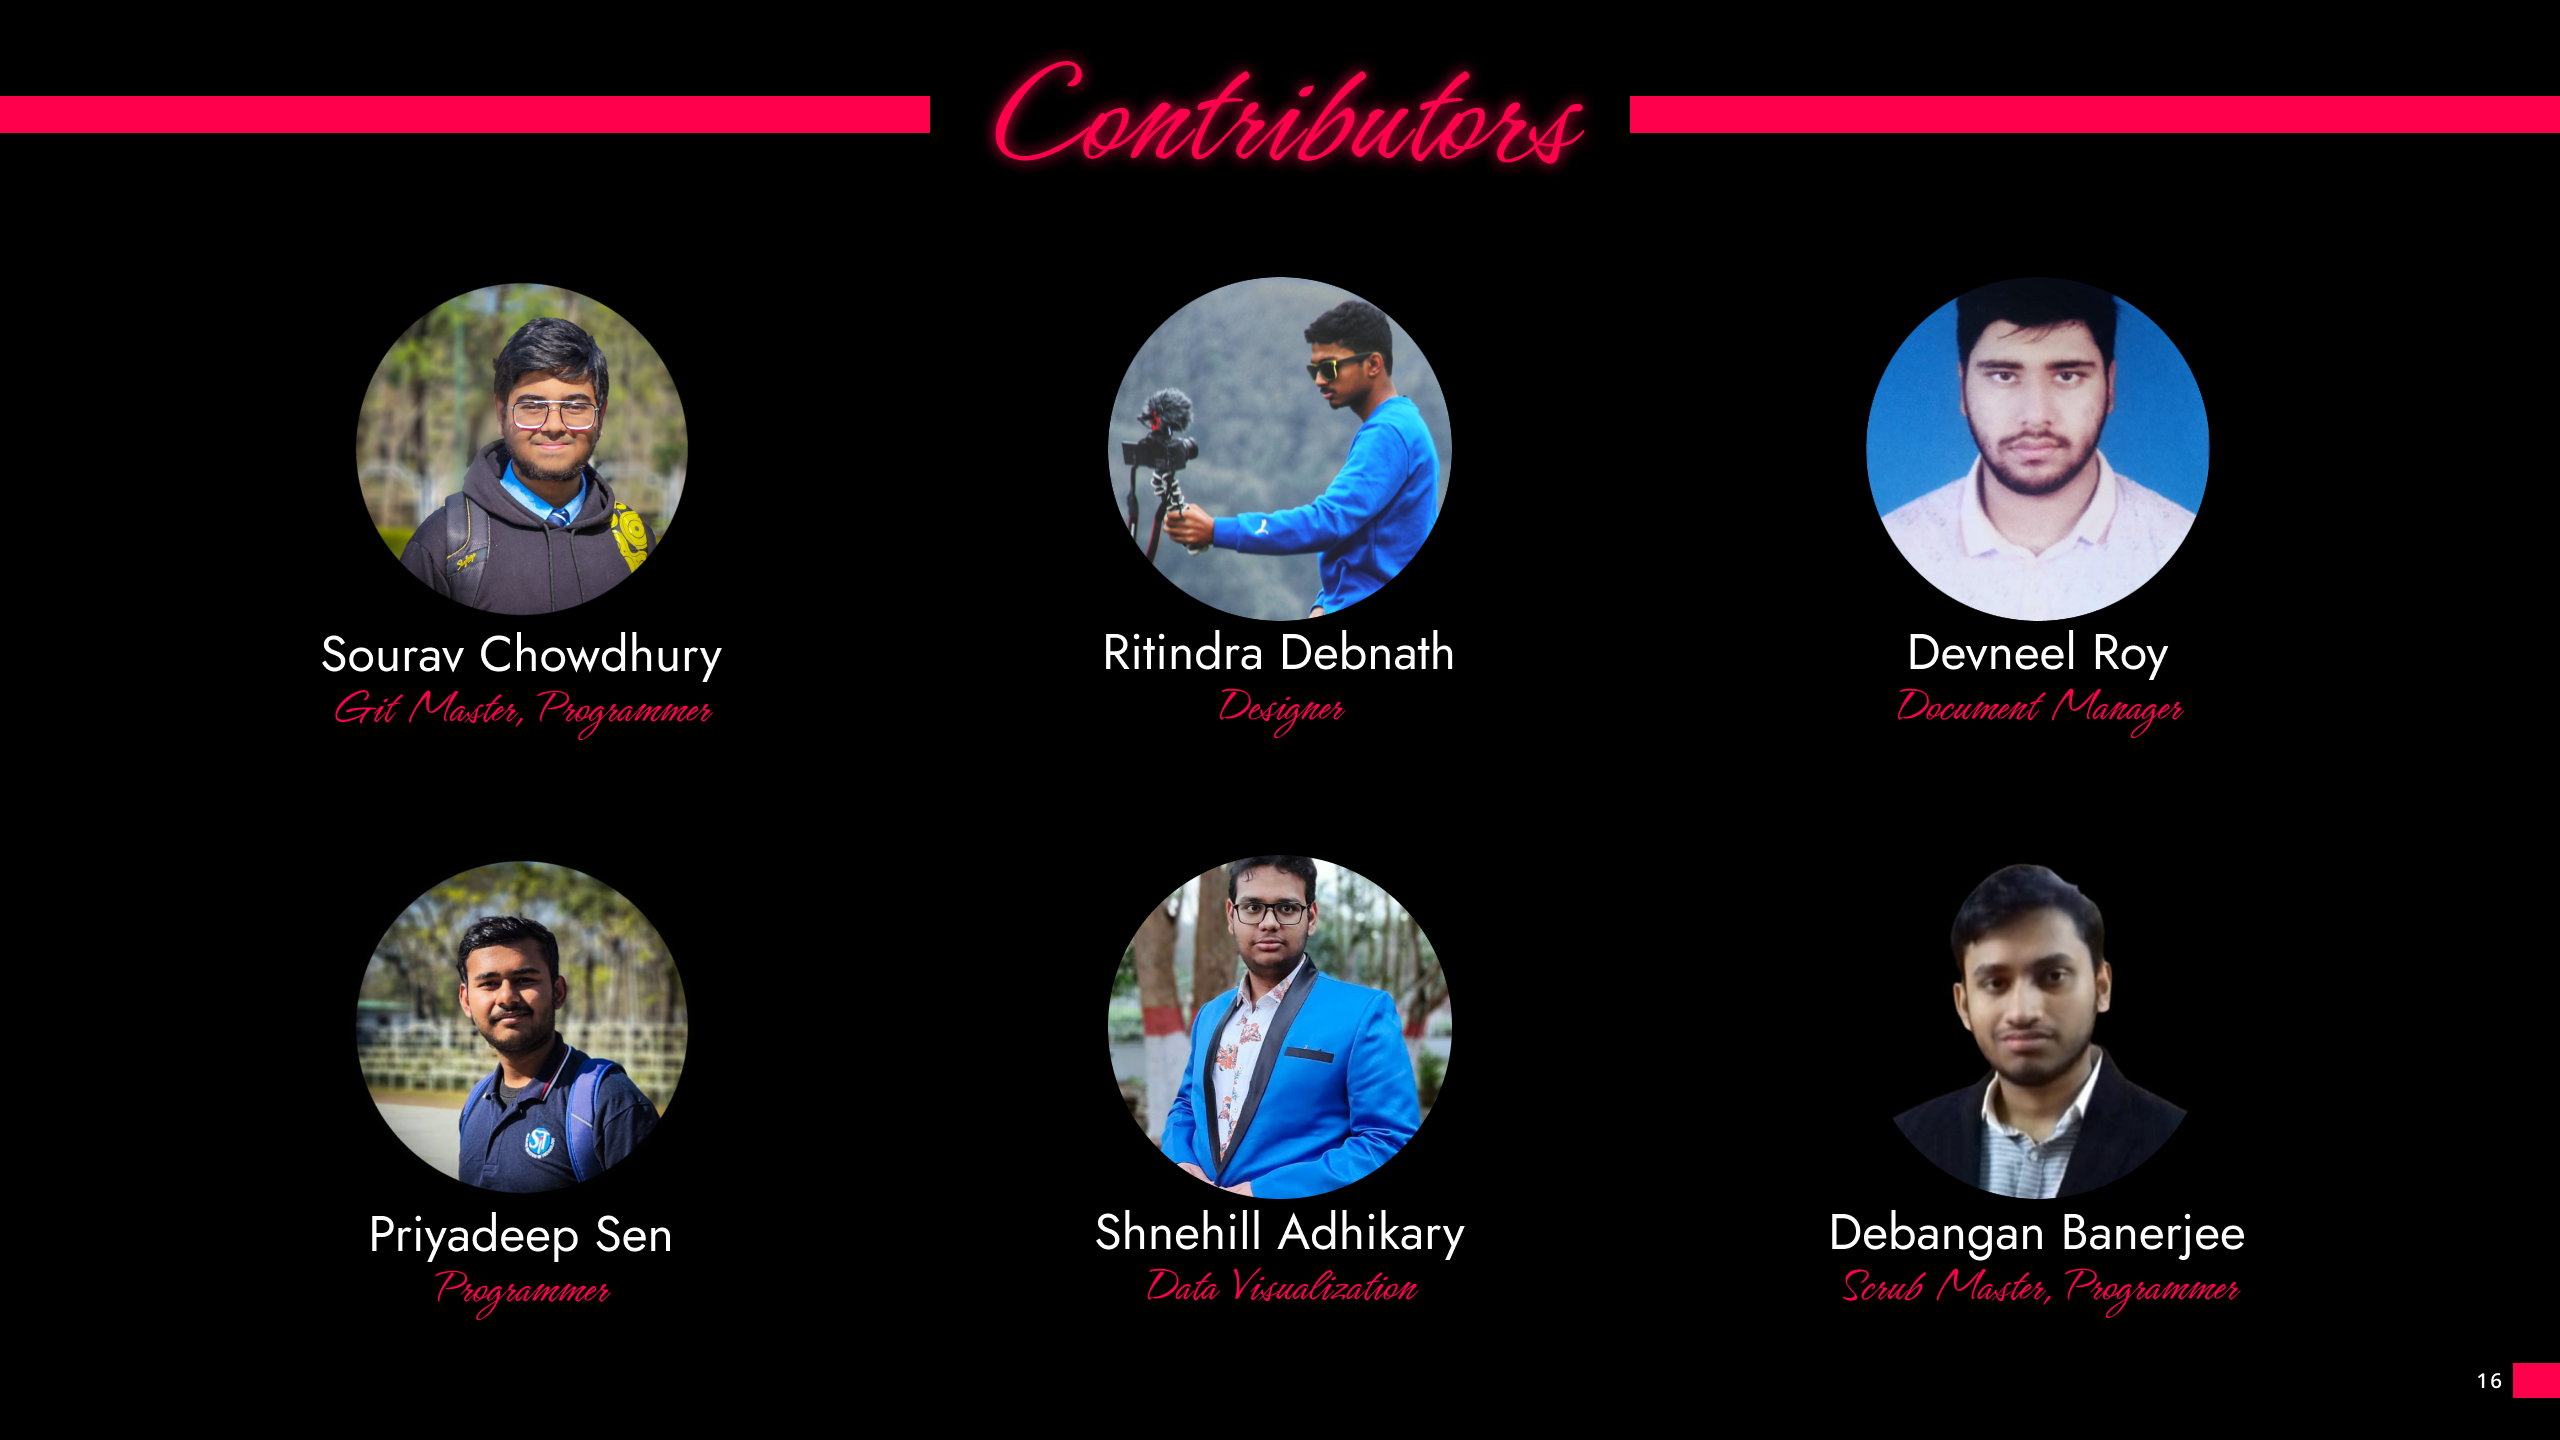 Contributors
Sourav Chowdhury
Git Master, Programmer
Ritindra Debnath
Designer
Devneel Roy
Document Manager
Priyadeep Sen
Programmer
Shnehill Adhikary
Data Visualization
Debangan Banerjee
Scrub Master, Programmer
16